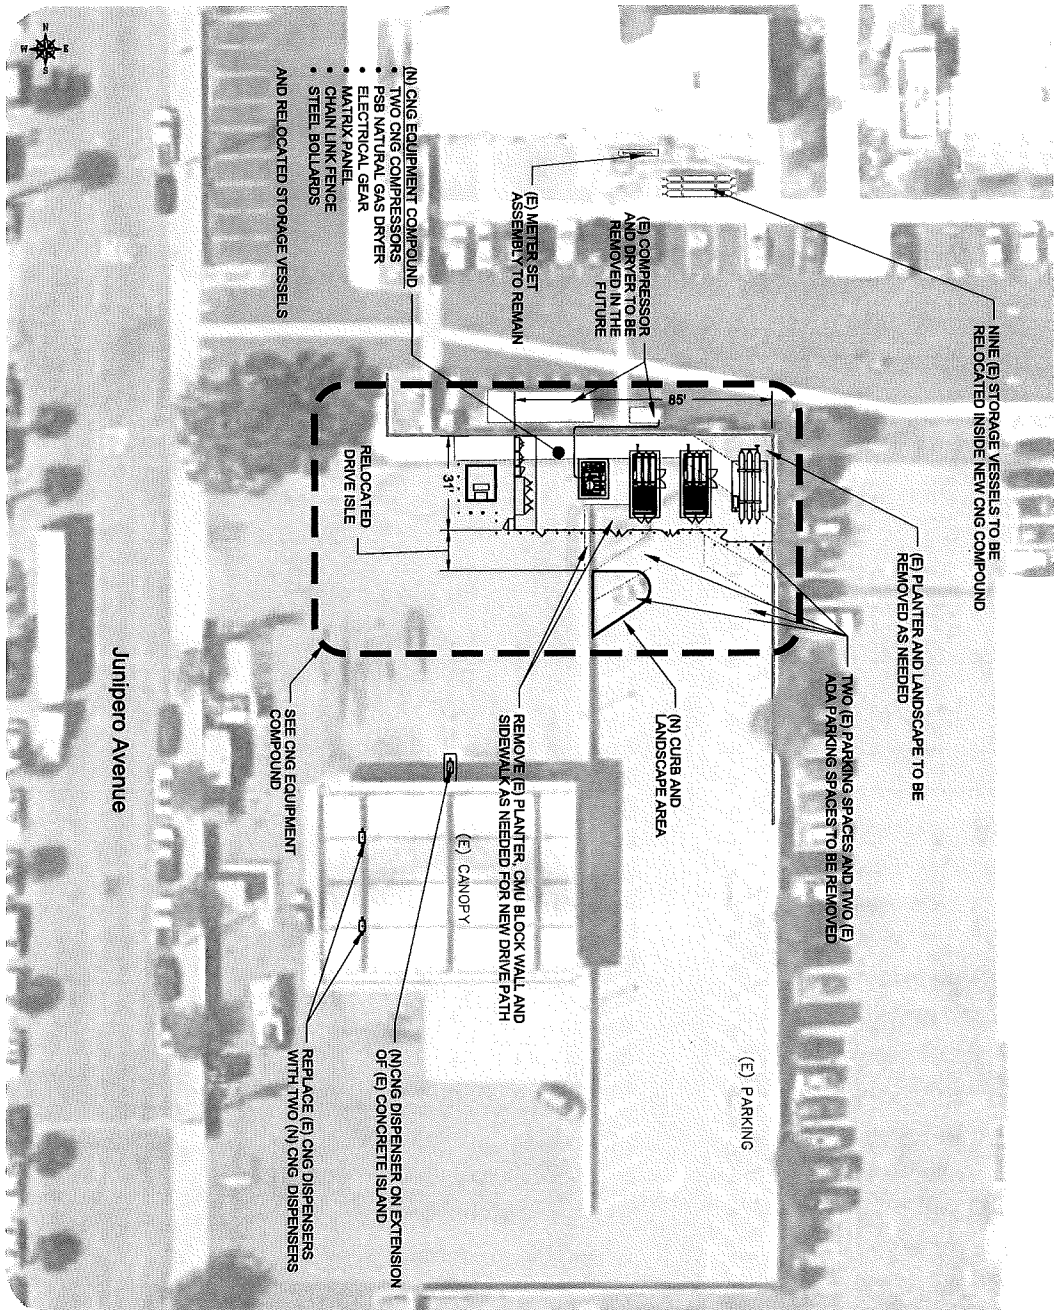 N
E
S
W
(N) CNG EQUIPMENT COMPOUND
• TWO CNG COMPRESSORS
• PSB NATURAL GAS DRYER
• ELECTRICAL GEAR
• MATRIX PANEL
• CHAIN LINK FENCE
• STEEL BOLLARDS
AND RELOCATED STORAGE VESSELS
(E) METER SET
ASSEMBLY TO REMAIN
(E) COMPRESSOR
AND DRYER TO BE
REMOVED IN THE
FUTURE
NINE (E) STORAGE VESSELS TO BE
RELOCATED INSIDE NEW CNG COMPOUND
(E) PLANTER AND LANDSCAPE TO BE
REMOVED AS NEEDED
TWO (E) PARKING SPACES AND TWO (E)
ADA PARKING SPACES TO BE REMOVED
85'
31'
RELOCATED
DRIVE ISLE
(N) CURB AND
LANDSCAPE AREA
REMOVE (E) PLANTER, CMU BLOCK WALL AND
SIDEWALK AS NEEDED FOR NEW DRIVE PATH
SEE CNG EQUIPMENT
COMPOUND
Junipero Avenue
(E) CANOPY
(E) PARKING
(N)CNG DISPENSER ON EXTENSION
OF (E) CONCRETE ISLAND
REPLACE (E) CNG DISPENSERS
WITH TWO (N) CNG DISPENSERS